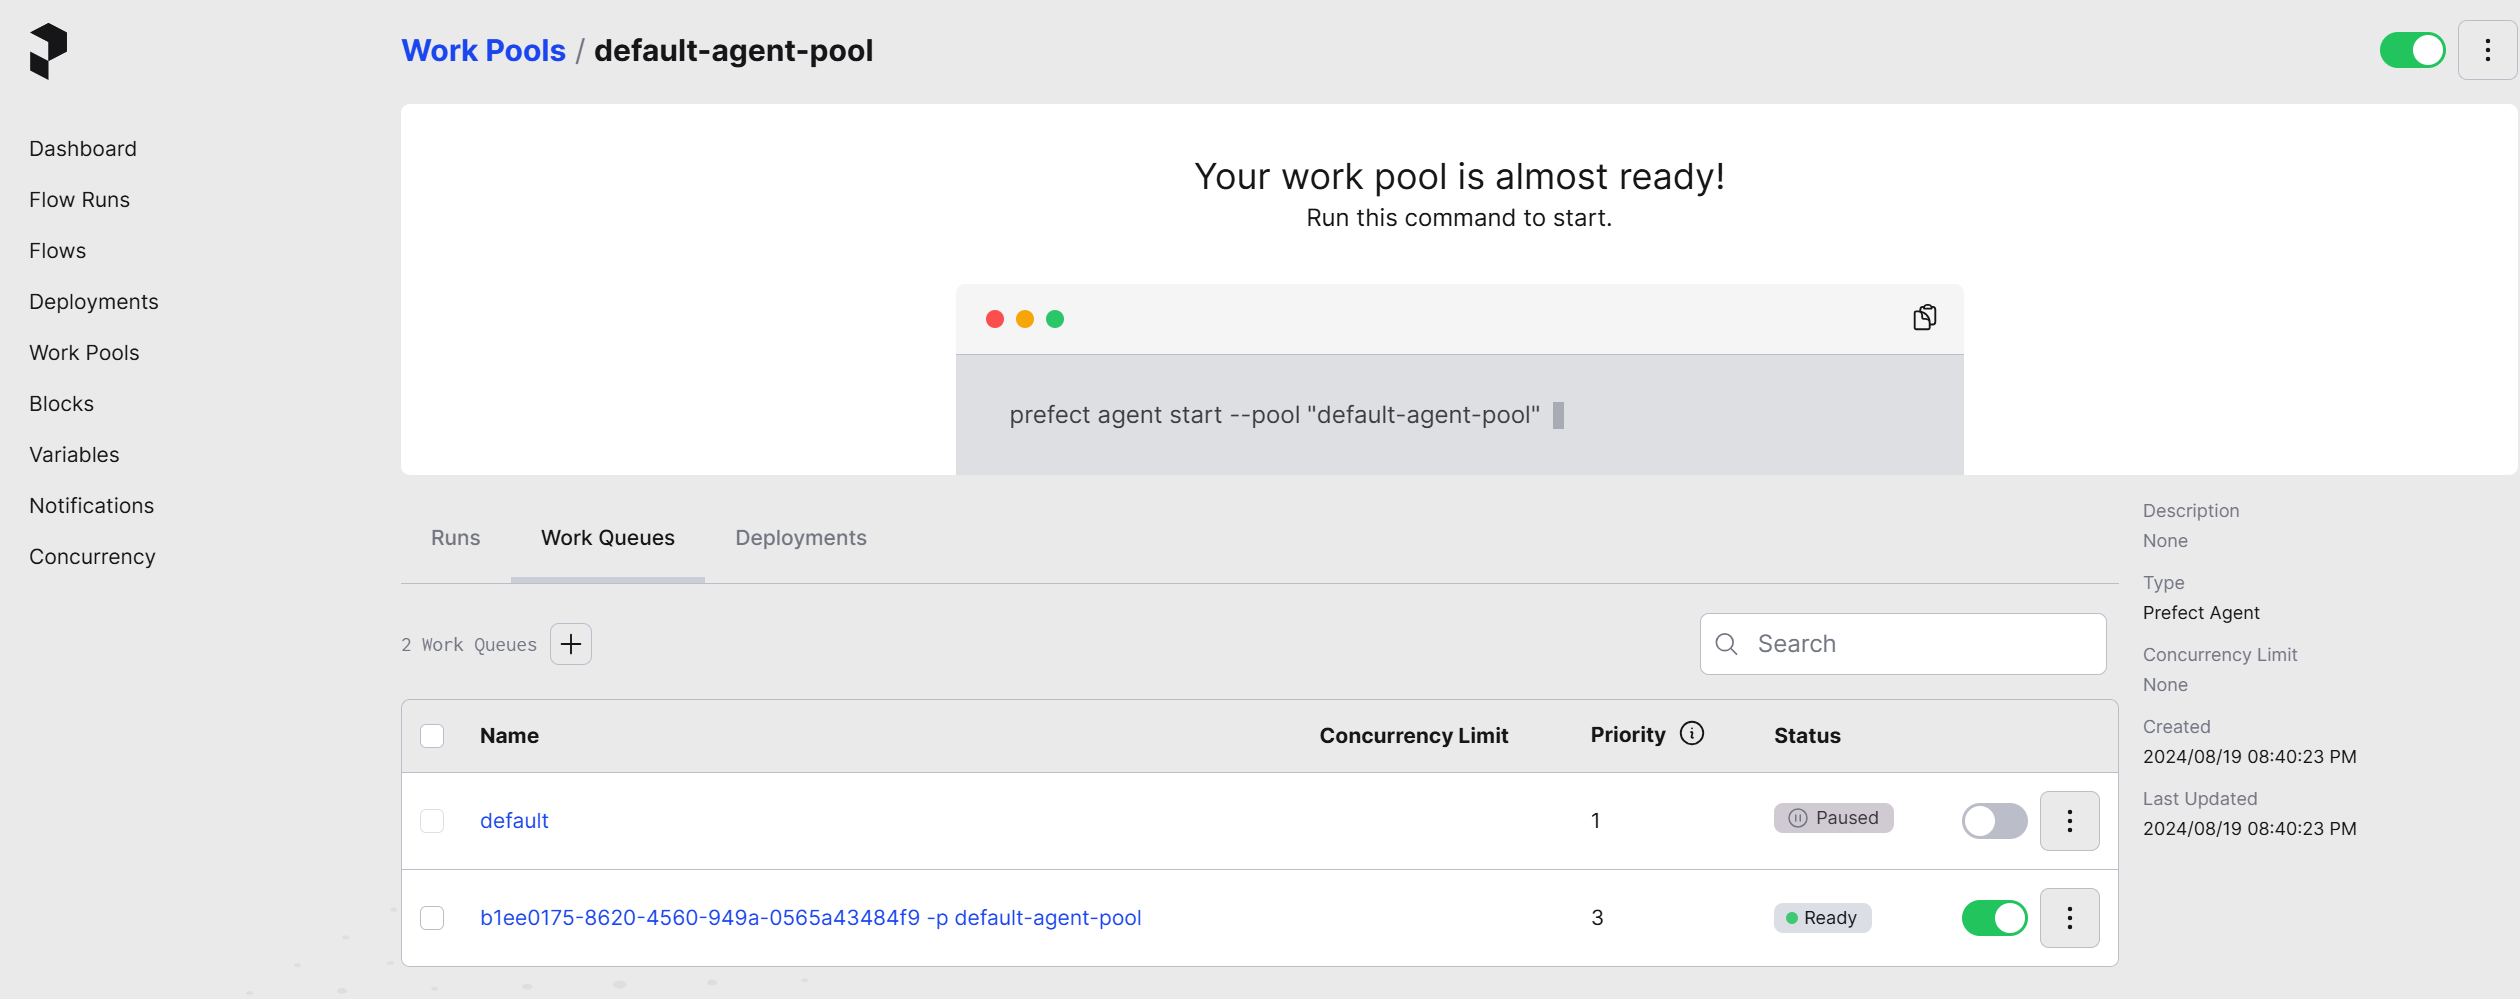 Work Pools / default-agent-pool
Dashboard
Flow Runs
Flows
Deployments
Work Pools
Blocks
Variables
Notifications
Concurrency
Your work pool is almost ready!
Run this command to start.
prefect agent start --pool "default-agent-pool"
Runs Work Queues Deployments
2 Work Queues
Search
Name Concurrency Limit Priority Status
default 1 Paused
b1ee0175-8620-4560-949a-0565a43484f9 -p default-agent-pool 3 Ready
Description
None
Type
Prefect Agent
Concurrency Limit
None
Created
2024/08/19 08:40:23 PM
Last Updated
2024/08/19 08:40:23 PM